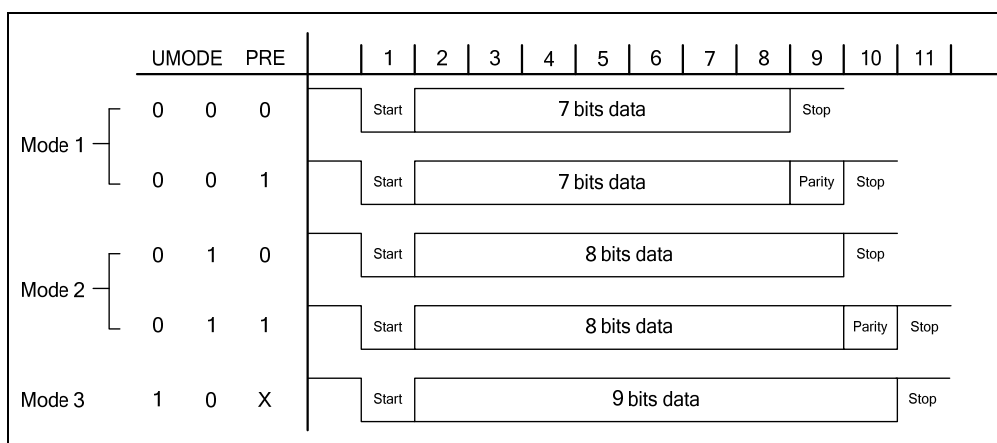 UMODE PRE 1 2 3 4 5 6 7 8 9 10 11
Mode 1
0 0 0 Start 7 bits data Stop
0 0 1 Start 7 bits data Parity Stop
Mode 2
0 1 0 Start 8 bits data Stop
0 1 1 Start 8 bits data Parity Stop
Mode 3 1 0 X Start 9 bits data Stop